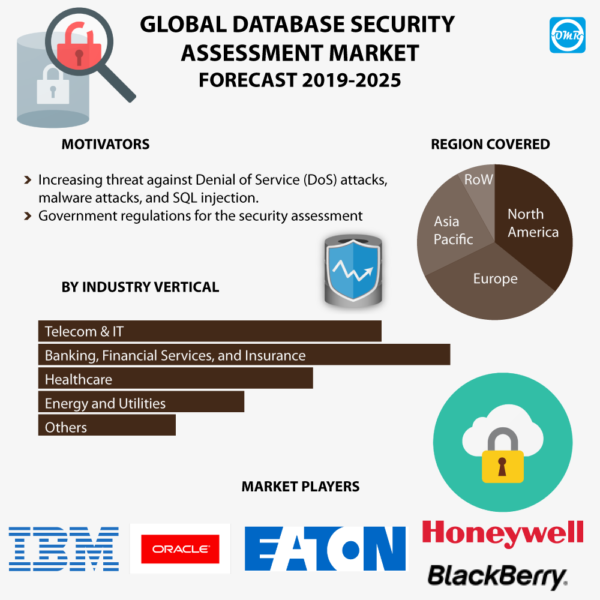 GLOBAL DATABASE SECURITY
ASSESSMENT MARKET
FORECAST 2019-2025
OMR
MOTIVATORS
Increasing threat against Denial of Service (DoS) attacks,
malware attacks, and SQL injection.
Government regulations for the security assessment
REGION COVERED
RoW
North
America
Asia
Pacific
Europe
BY INDUSTRY VERTICAL
Telecom & IT
Banking, Financial Services, and Insurance
Healthcare
Energy and Utilities
Others
MARKET PLAYERS
IBM
ORACLE
EATON
Honeywell
BlackBerry.